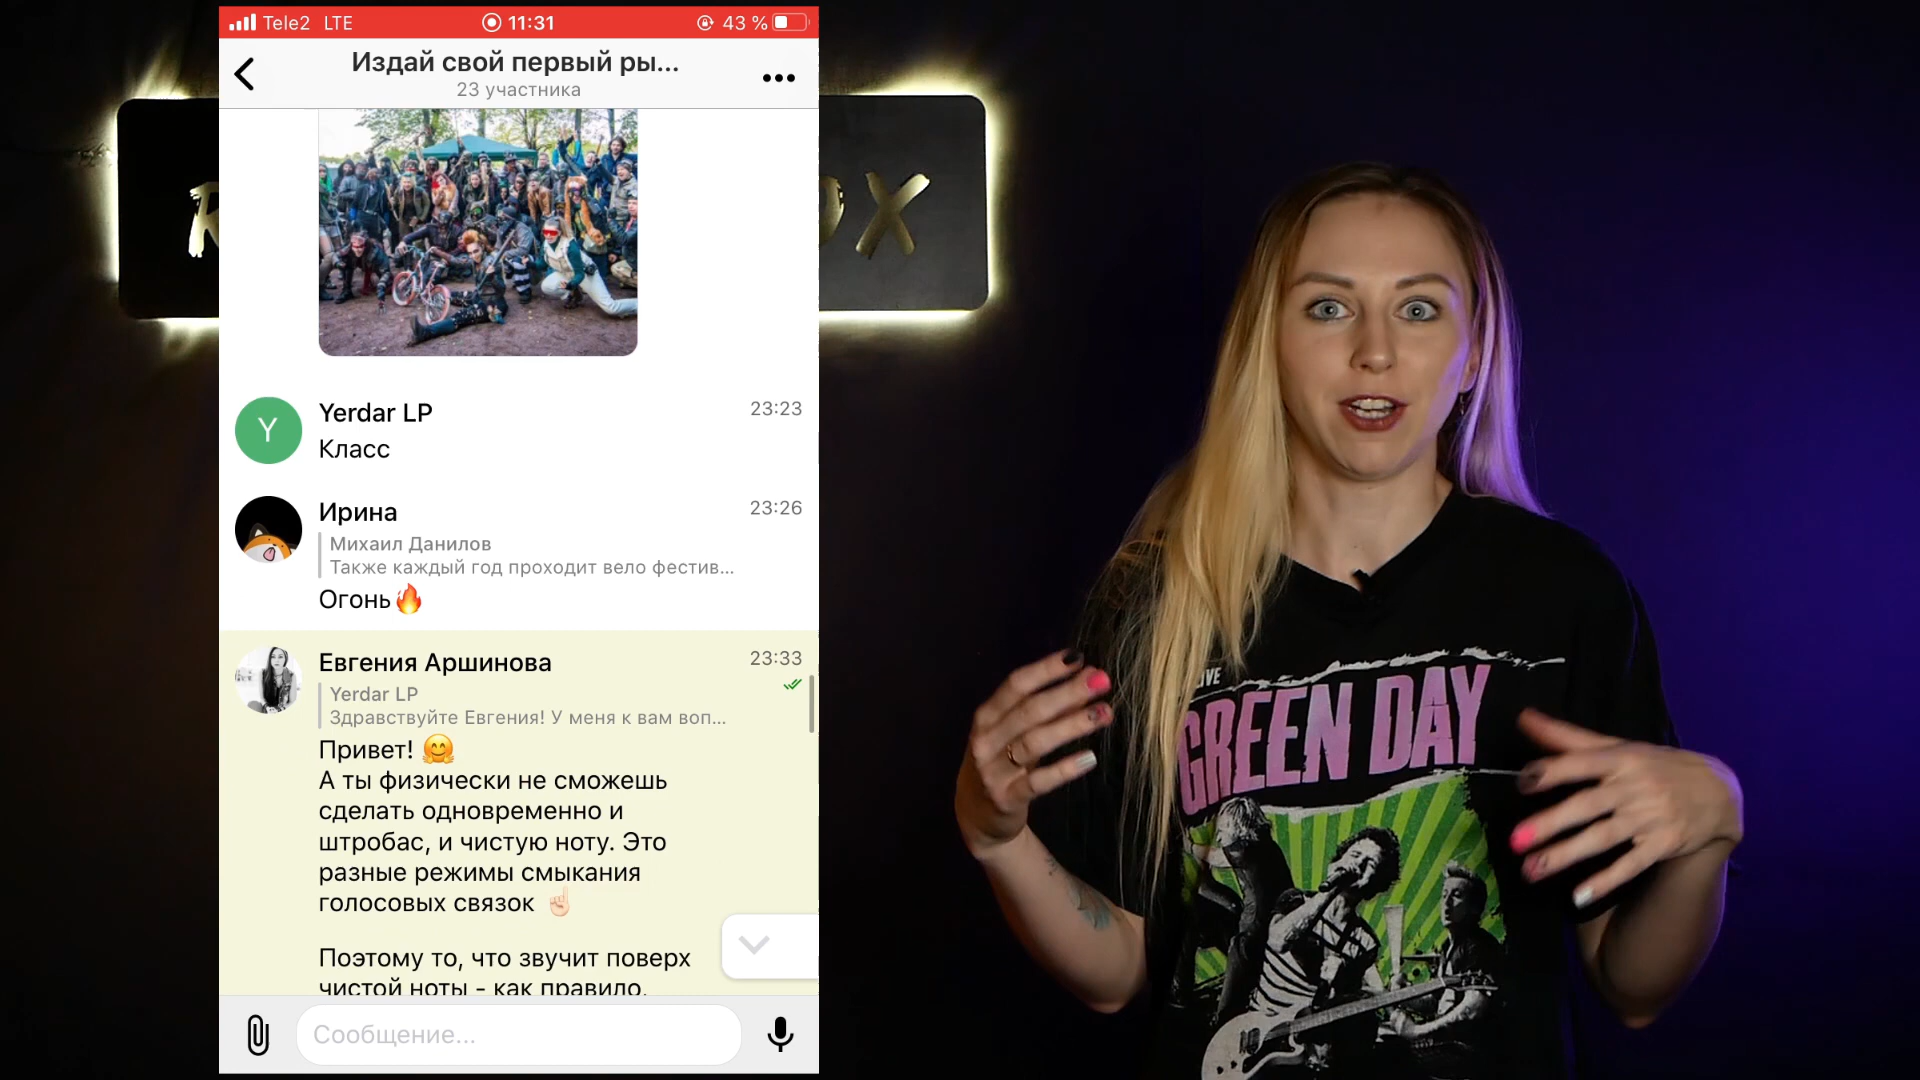 Tele2 LTE 11:31 43 %
Издай свой первый ры...
23 участника
Yerdar LP 23:23
Класс
Ирина 23:26
Михаил Данилов
Также каждый год проходит вело фестив...
Огонь🔥
Евгения Аршинова 23:33
Yerdar LP
Здравствуйте Евгения! У меня к вам воп...
Привет! 🤗
А ты физически не сможешь
сделать одновременно и
штробас, и чистую ноту. Это
разные режимы смыкания
голосовых связок ☝🏻
Поэтому то, что звучит поверх
чистой ноты - как правило,
Сообщение...
Y
R
OX
GREEN DAY